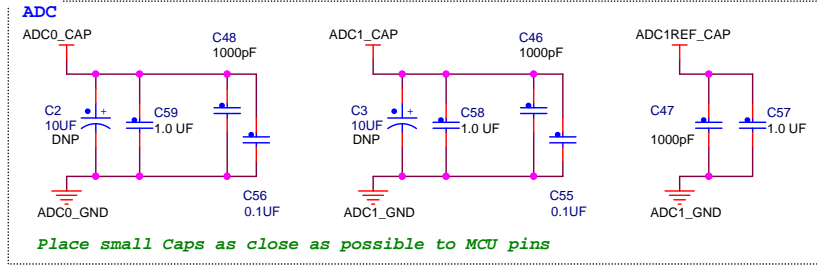 ADC
ADC0_CAP
C48
1000pF
C2
10UF
DNP
+
C59
1.0 UF
C56
0.1UF
ADC0_GND
ADC1_CAP
C46
1000pF
C3
10UF
DNP
+
C58
1.0 UF
C55
0.1UF
ADC1_GND
ADC1REF_CAP
C47
1000pF
C57
1.0 UF
ADC1_GND
Place small Caps as close as possible to MCU pins